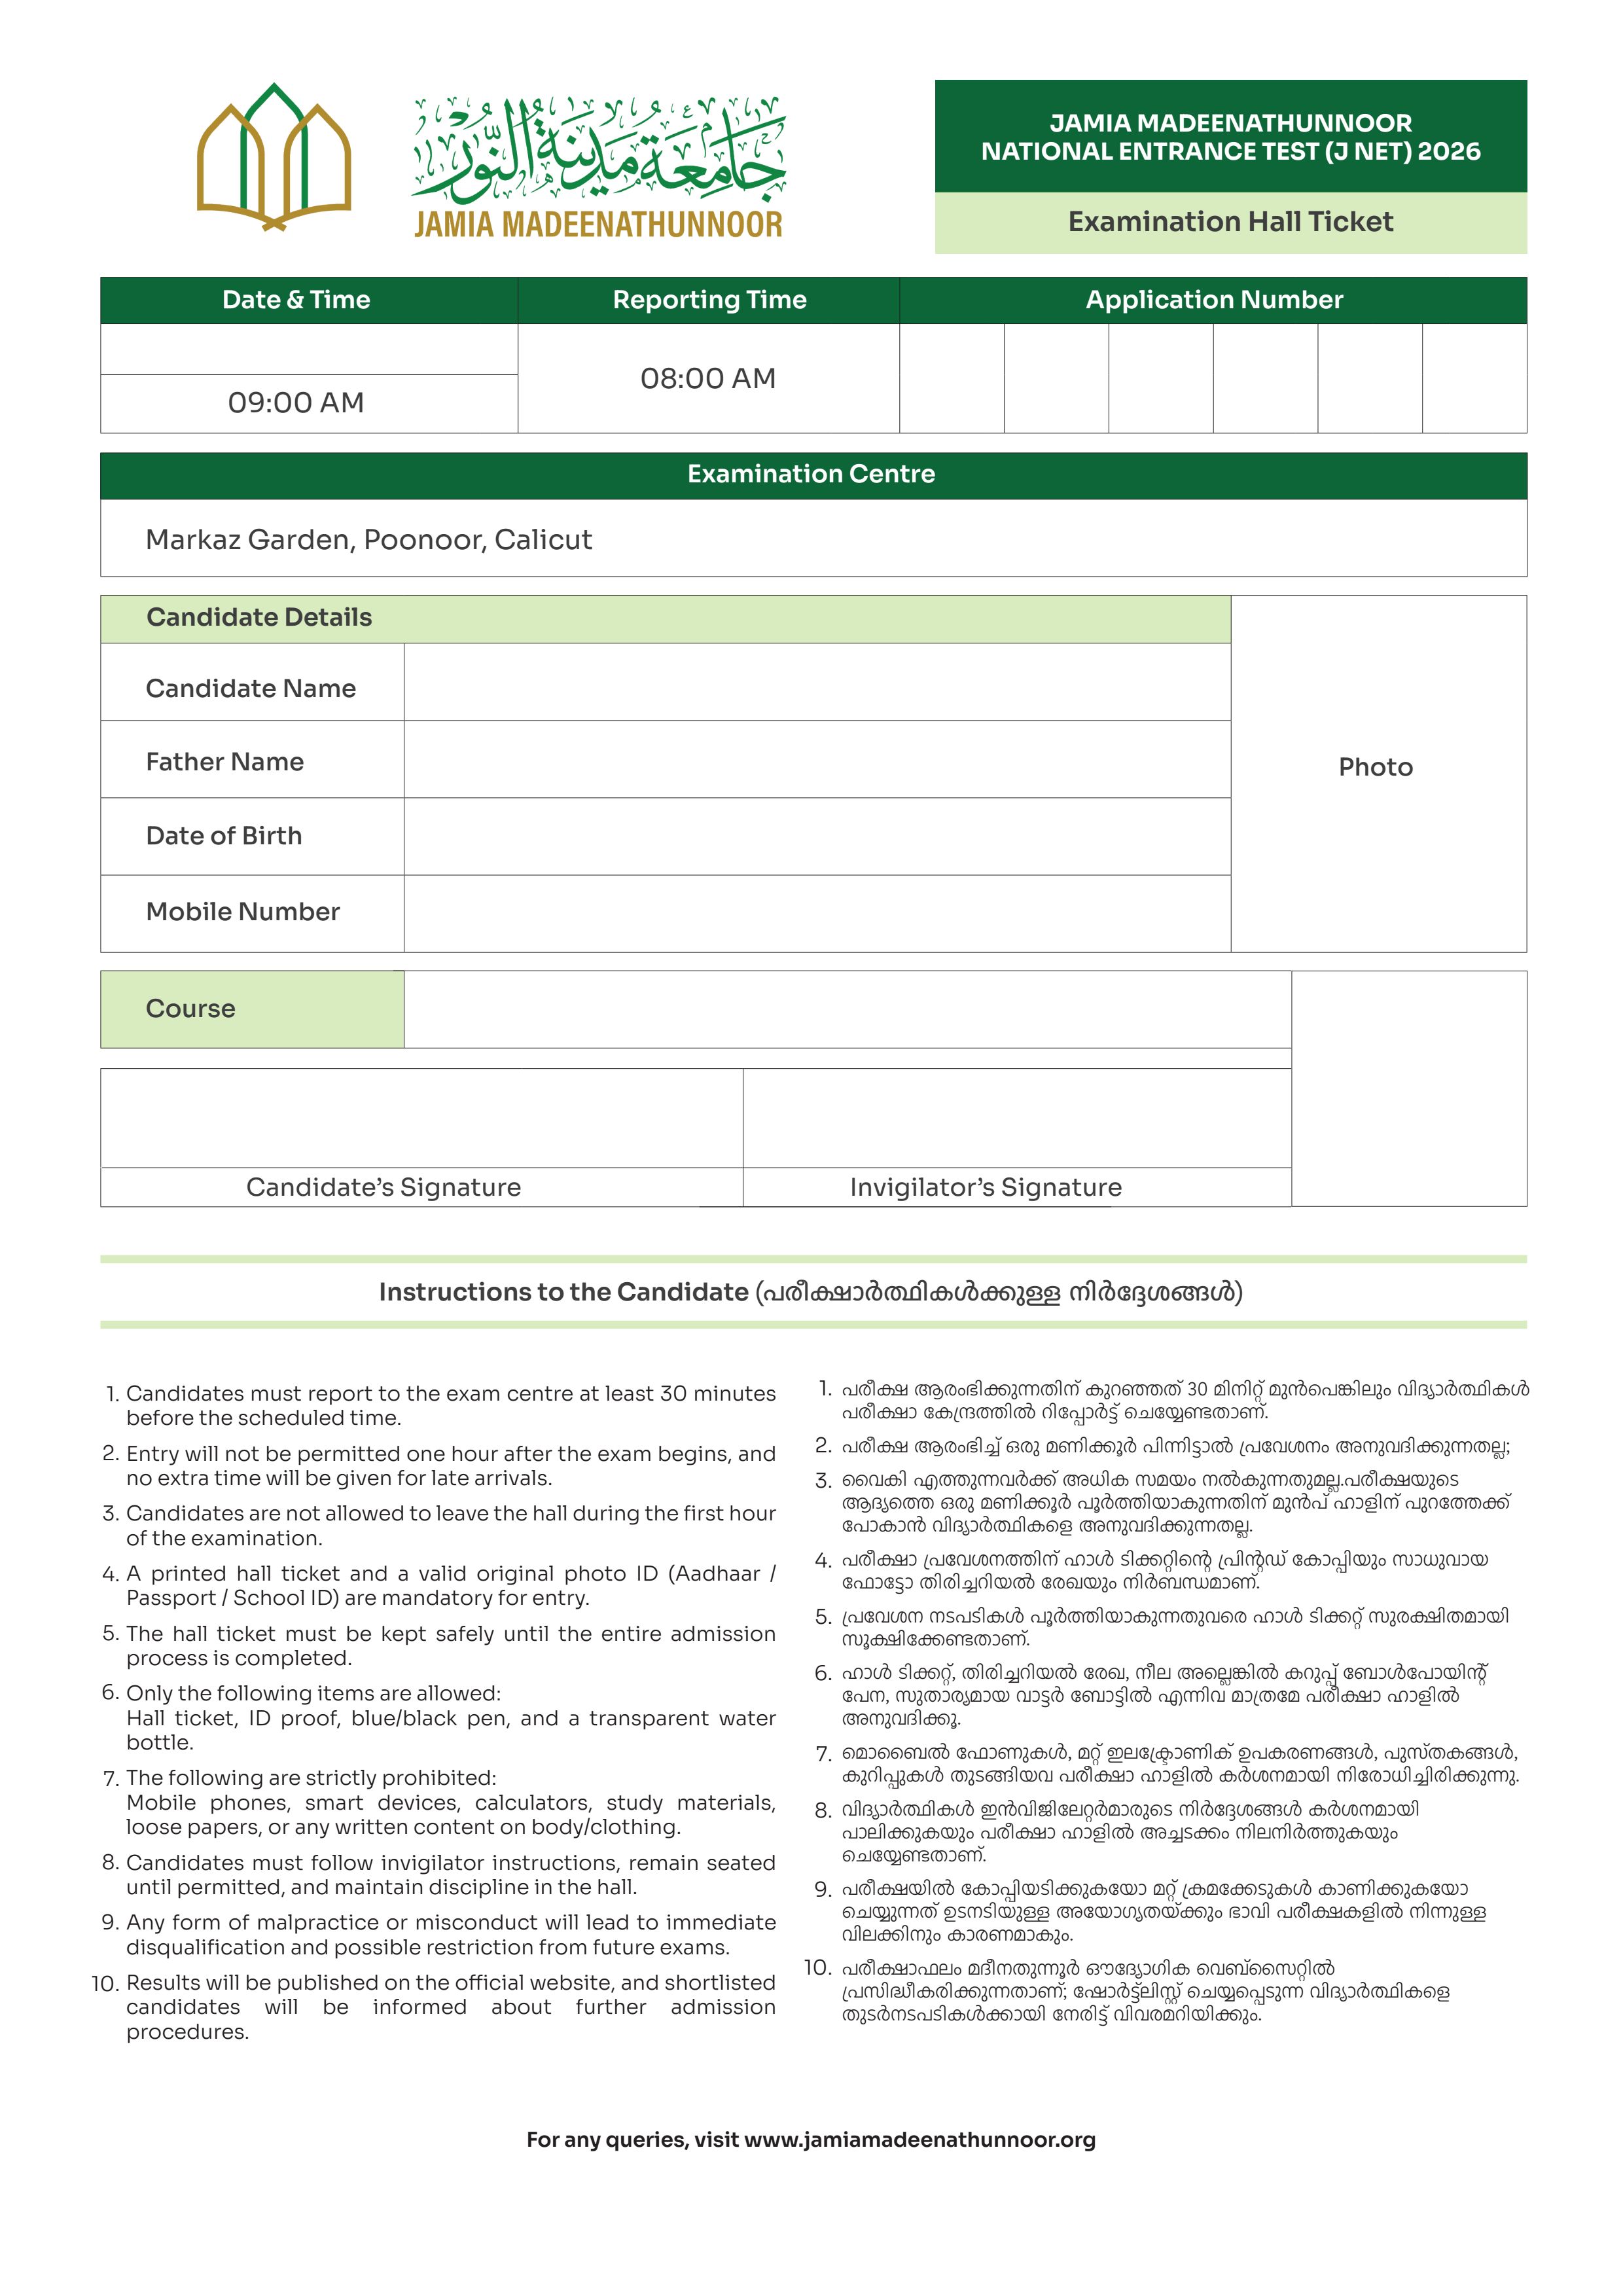 جامعة مدينة النور
JAMIA MADEENATHUNNOOR
JAMIA MADEENATHUNNOOR
NATIONAL ENTRANCE TEST (J NET) 2026
Examination Hall Ticket
Date & Time
Reporting Time
Application Number
09:00 AM
08:00 AM
Examination Centre
Markaz Garden, Poonoor, Calicut
Candidate Details
Candidate Name
Father Name
Date of Birth
Mobile Number
Photo
Course
Candidate’s Signature
Invigilator’s Signature
Instructions to the Candidate (പരീക്ഷാർത്ഥികൾക്കുള്ള നിർദ്ദേശങ്ങൾ)
1. Candidates must report to the exam centre at least 30 minutes
before the scheduled time.
2. Entry will not be permitted one hour after the exam begins, and
no extra time will be given for late arrivals.
3. Candidates are not allowed to leave the hall during the first hour
of the examination.
4. A printed hall ticket and a valid original photo ID (Aadhaar /
Passport / School ID) are mandatory for entry.
5. The hall ticket must be kept safely until the entire admission
process is completed.
6. Only the following items are allowed:
Hall ticket, ID proof, blue/black pen, and a transparent water
bottle.
7. The following are strictly prohibited:
Mobile phones, smart devices, calculators, study materials,
loose papers, or any written content on body/clothing.
8. Candidates must follow invigilator instructions, remain seated
until permitted, and maintain discipline in the hall.
9. Any form of malpractice or misconduct will lead to immediate
disqualification and possible restriction from future exams.
10. Results will be published on the official website, and shortlisted
candidates will be informed about further admission
procedures.
1. പരീക്ഷ ആരംഭിക്കുന്നതിന് കുറഞ്ഞത് 30 മിനിറ്റ് മുൻപെങ്കിലും വിദ്യാർത്ഥികൾ
പരീക്ഷാ കേന്ദ്രത്തിൽ റിപ്പോർട്ട് ചെയ്യേണ്ടതാണ്.
2. പരീക്ഷ ആരംഭിച്ച് ഒരു മണിക്കൂർ പിന്നിട്ടാൽ പ്രവേശനം അനുവദിക്കുന്നതല്ല;
3. വൈകി എത്തുന്നവർക്ക് അധിക സമയം നൽകുന്നതുമല്ല.പരീക്ഷയുടെ
ആദ്യത്തെ ഒരു മണിക്കൂർ പൂർത്തിയാകുന്നതിന് മുൻപ് ഹാളിന് പുറത്തേക്ക്
പോകാൻ വിദ്യാർത്ഥികളെ അനുവദിക്കുന്നതല്ല.
4. പരീക്ഷാ പ്രവേശനത്തിന് ഹാൾ ടിക്കറ്റിന്റെ പ്രിന്റഡ് കോപ്പിയും സാധുവായ
ഫോട്ടോ തിരിച്ചറിയൽ രേഖയും നിർബന്ധമാണ്.
5. പ്രവേശന നടപടികൾ പൂർത്തിയാകുന്നതുവരെ ഹാൾ ടിക്കറ്റ് സുരക്ഷിതമായി
സൂക്ഷിക്കേണ്ടതാണ്.
6. ഹാൾ ടിക്കറ്റ്, തിരിച്ചറിയൽ രേഖ, നീല അല്ലെങ്കിൽ കറുപ്പ് ബോൾപോയിന്റ്
പേന, സുതാര്യമായ വാട്ടർ ബോട്ടിൽ എന്നിവ മാത്രമേ പരീക്ഷാ ഹാളിൽ
അനുവദിക്കൂ.
7. മൊബൈൽ ഫോണുകൾ, മറ്റ് ഇലക്ട്രോണിക് ഉപകരണങ്ങൾ, പുസ്തകങ്ങൾ,
കുറിപ്പുകൾ തുടങ്ങിയവ പരീക്ഷാ ഹാളിൽ കർശനമായി നിരോധിച്ചിരിക്കുന്നു.
8. വിദ്യാർത്ഥികൾ ഇൻവിജിലേറ്റർമാരുടെ നിർദ്ദേശങ്ങൾ കർശനമായി
പാലിക്കുകയും പരീക്ഷാ ഹാളിൽ അച്ചടക്കം നിലനിർത്തുകയും
ചെയ്യേണ്ടതാണ്.
9. പരീക്ഷയിൽ കോപ്പിയടിക്കുകയോ മറ്റ് ക്രമക്കേടുകൾ കാണിക്കുകയോ
ചെയ്യുന്നത് ഉടനടിയുള്ള അയോഗ്യതയ്ക്കും ഭാവി പരീക്ഷകളിൽ നിന്നുള്ള
വിലക്കിനും കാരണമാകും.
10. പരീക്ഷാഫലം മദീനതുന്നൂർ ഔദ്യോഗിക വെബ്സൈറ്റിൽ
പ്രസിദ്ധീകരിക്കുന്നതാണ്; ഷോർട്ട്ലിസ്റ്റ് ചെയ്യപ്പെടുന്ന വിദ്യാർത്ഥികളെ
തുടർനടപടികൾക്കായി നേരിട്ട് വിവരമറിയിക്കും.
For any queries, visit www.jamiamadeenathunnoor.org